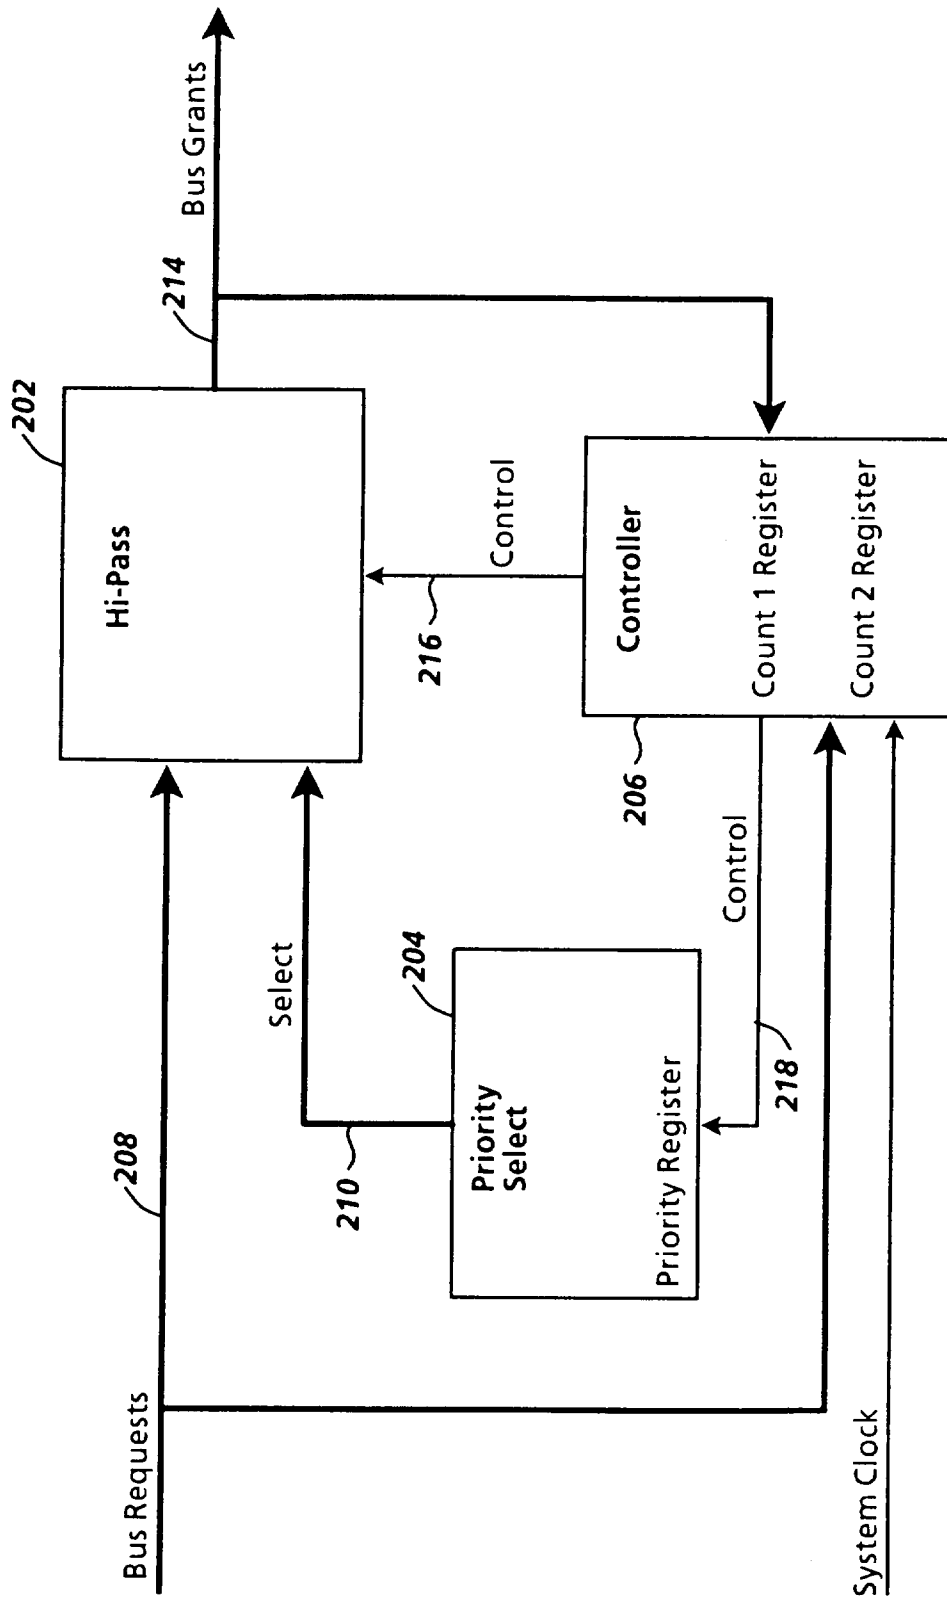 Bus Requests
208
Select
210
Priority
Select
204
Priority Register
Hi-Pass
202
214
Bus Grants
Control
216
Controller
206
Count 1 Register
Count 2 Register
Control
218
System Clock